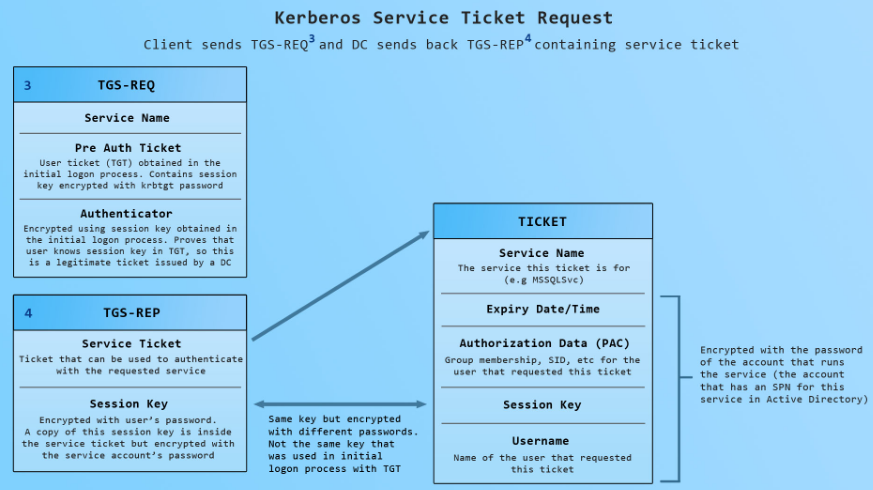 Kerberos Service Ticket Request
Client sends TGS-REQ3 and DC sends back TGS-REP4 containing service ticket
3 TGS-REQ
Service Name
Pre Auth Ticket
User ticket (TGT) obtained in the
initial logon process. Contains session
key encrypted with krbtgt password
Authenticator
Encrypted using session key obtained in
the initial logon process. Proves that
user knows session key in TGT, so this
is a legitimate ticket issued by a DC
4 TGS-REP
Service Ticket
Ticket that can be used to authenticate
with the requested service
Session Key
Encrypted with user's password.
A copy of this session key is inside
the service ticket but encrypted with
the service account's password
Same key but encrypted
with different passwords.
Not the same key that
was used in initial
logon process with TGT
TICKET
Service Name
The service this ticket is for
(e.g MSSQLSvc)
Expiry Date/Time
Authorization Data (PAC)
Group membership, SID, etc for the
user that requested this ticket
Session Key
Username
Name of the user that requested
this ticket
Encrypted with the password
of the account that runs
the service (the account
that has an SPN for this
service in Active Directory)